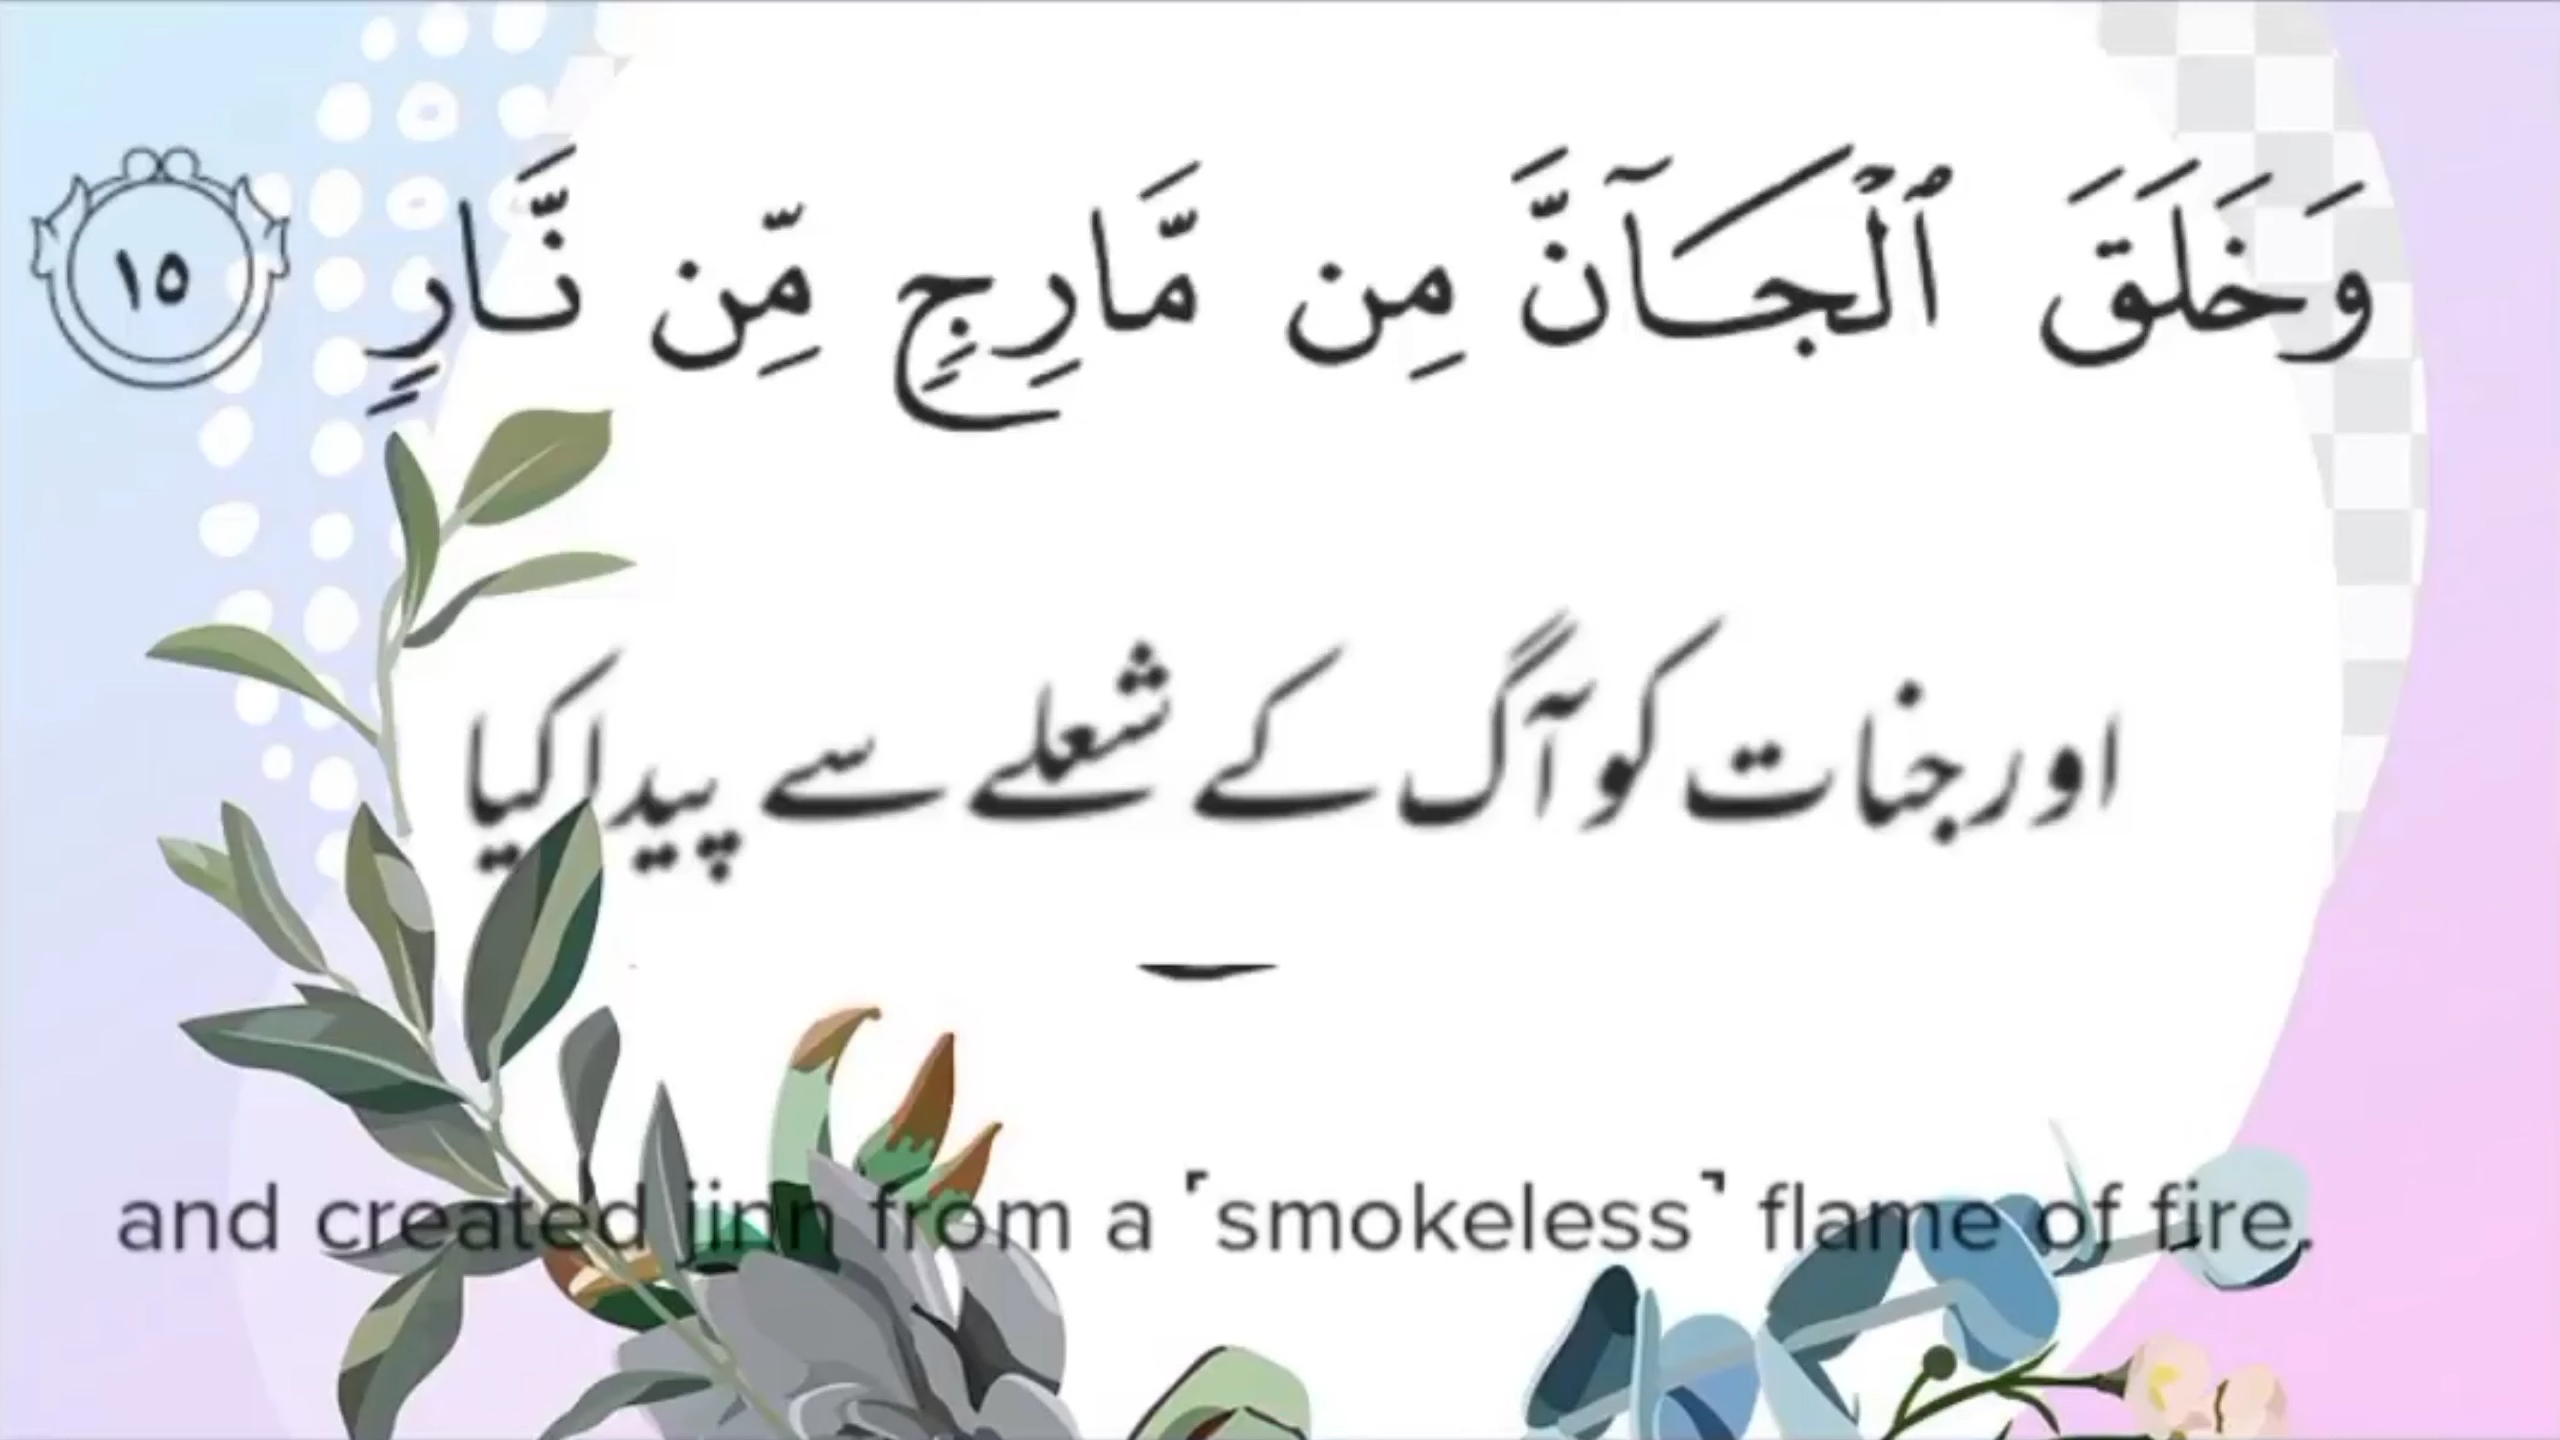 وَخَلَقَ ٱلْجَآنَّ مِن مَّارِجٍ مِّن نَّارٍ ١٥
اور جنات کو آگ کے شعلے سے پیدا کیا
and created jinn from a ˹smokeless˺ flame of fire.